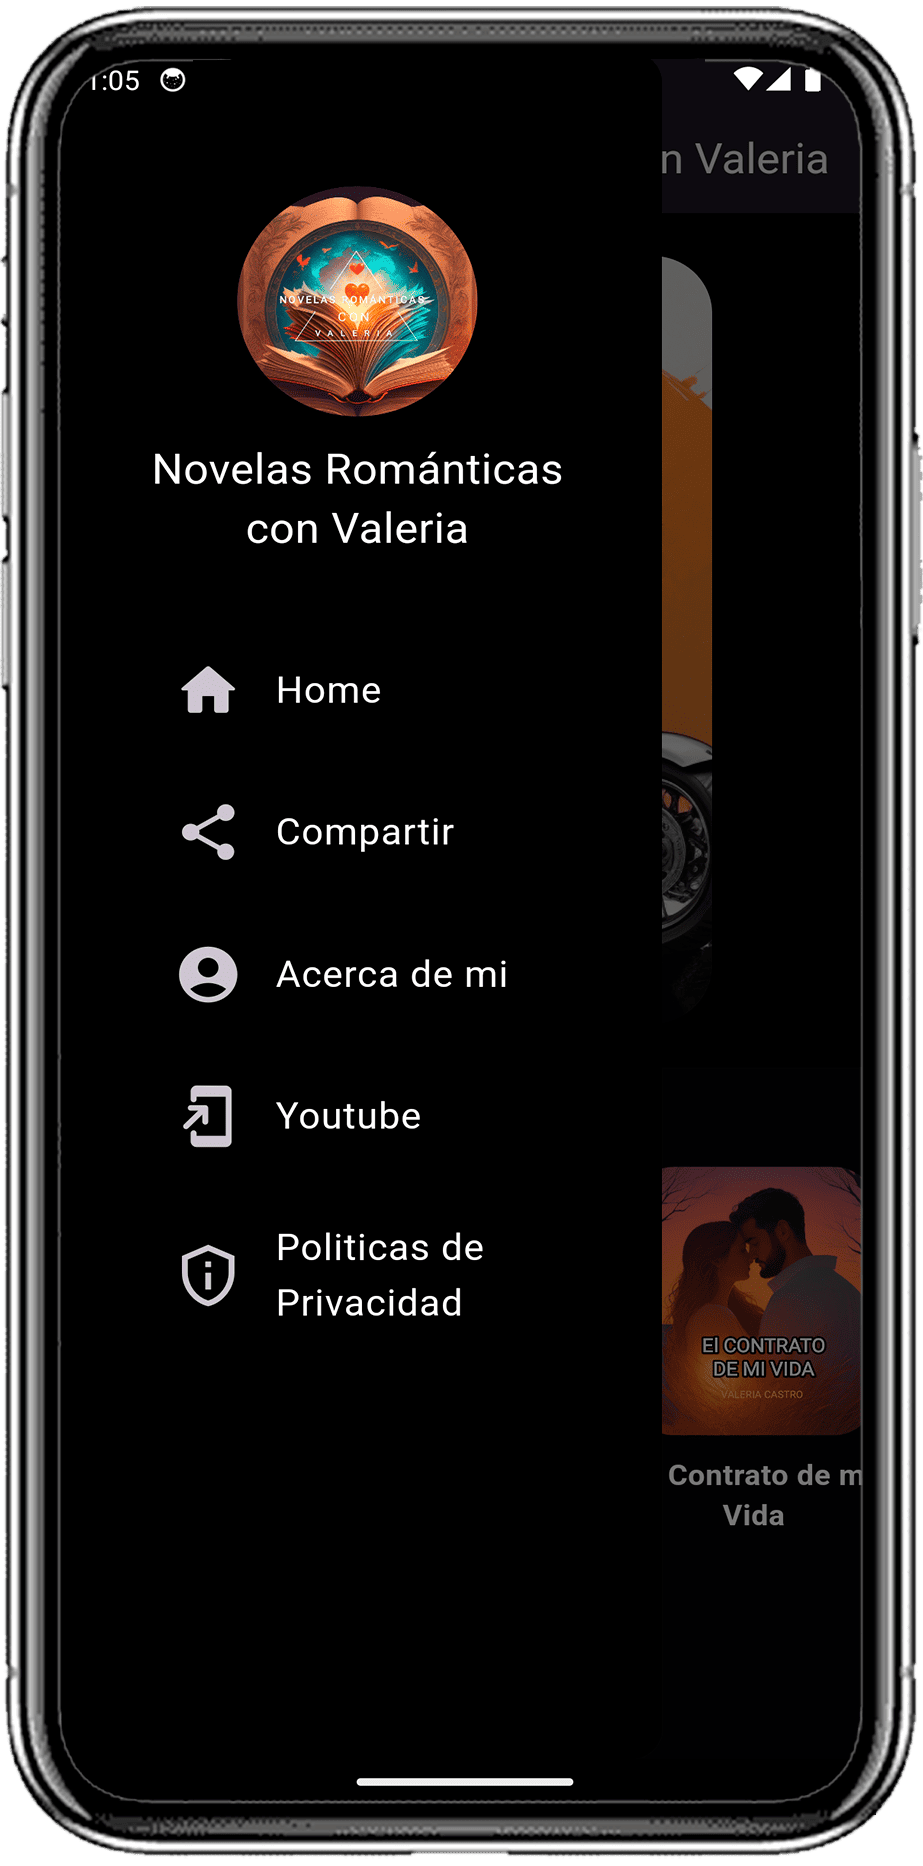 1:05
n Valeria
NOVELAS ROMÁNTICAS
CON
VALERIA
Novelas Románticas
con Valeria
Home
Compartir
Acerca de mi
Youtube
Politicas de
Privacidad
El CONTRATO
DE MI VIDA
VALERIA CASTRO
Contrato de m
Vida